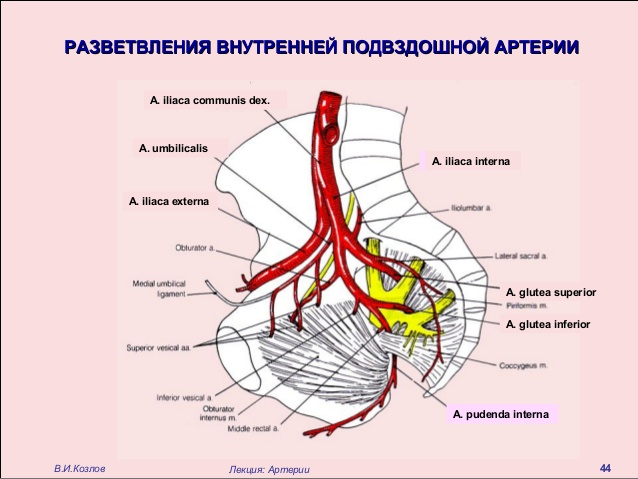 РАЗВЕТВЛЕНИЯ ВНУТРЕННЕЙ ПОДВЗДОШНОЙ АРТЕРИИ
A. iliaca communis dex.
A. umbilicalis
A. iliaca interna
A. iliaca externa
Iliolumbar a.
Obturator a.
Lateral sacral a.
Medial umbilical
ligament
A. glutea superior
Piriformis m.
A. glutea inferior
Superior vesical aa.
Coccygeus m.
Inferior vesical a.
Obturator
internus m.
Middle rectal a.
A. pudenda interna
В.И.Козлов
Лекция: Артерии
44